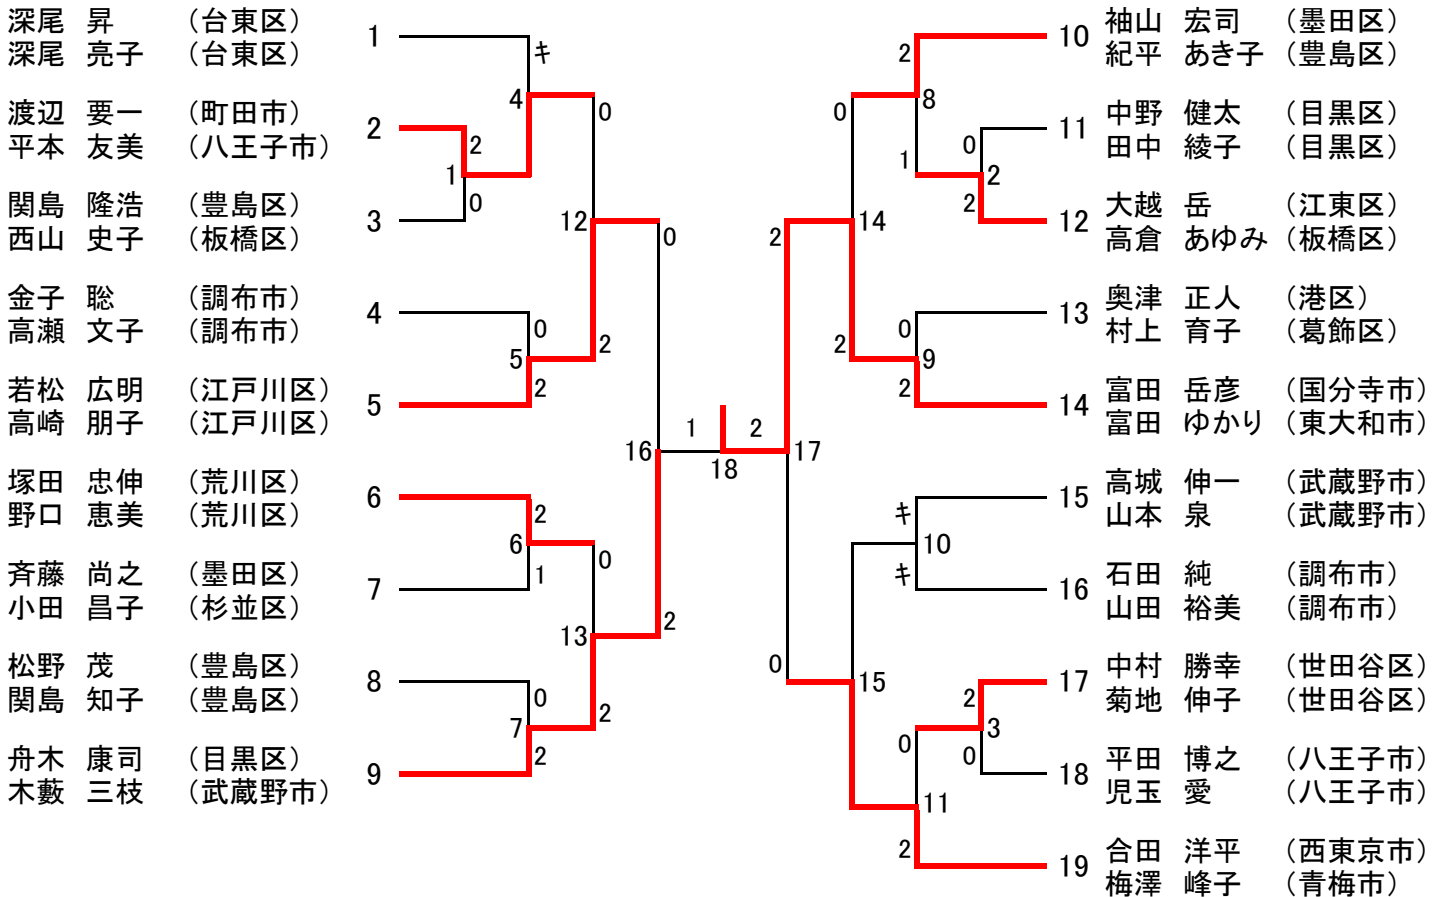 深尾 昇 （台東区）
深尾 亮子 （台東区）
1
渡辺 要一 （町田市）
平本 友美 （八王子市）
2
関島 隆浩 （豊島区）
西山 史子 （板橋区）
3
金子 聡 （調布市）
高瀬 文子 （調布市）
4
若松 広明 （江戸川区）
高崎 朋子 （江戸川区）
5
塚田 忠伸 （荒川区）
野口 恵美 （荒川区）
6
斉藤 尚之 （墨田区）
小田 昌子 （杉並区）
7
松野 茂 （豊島区）
関島 知子 （豊島区）
8
舟木 康司 （目黒区）
木藪 三枝 （武蔵野市）
9
キ
4
0
2
1
0
12
0
0
5
2
2
16
2
6
0
1
13
2
0
7
2
2
1
2
18
17
10
袖山 宏司 （墨田区）
紀平 あき子 （豊島区）
11
中野 健太 （目黒区）
田中 綾子 （目黒区）
12
大越 岳 （江東区）
高倉 あゆみ （板橋区）
13
奥津 正人 （港区）
村上 育子 （葛飾区）
14
富田 岳彦 （国分寺市）
富田 ゆかり （東大和市）
15
高城 伸一 （武蔵野市）
山本 泉 （武蔵野市）
16
石田 純 （調布市）
山田 裕美 （調布市）
17
中村 勝幸 （世田谷区）
菊地 伸子 （世田谷区）
18
平田 博之 （八王子市）
児玉 愛 （八王子市）
19
合田 洋平 （西東京市）
梅澤 峰子 （青梅市）
2
8
0
0
1
2
2
2
14
0
2
9
2
キ
10
キ
0
15
2
3
0
0
11
2